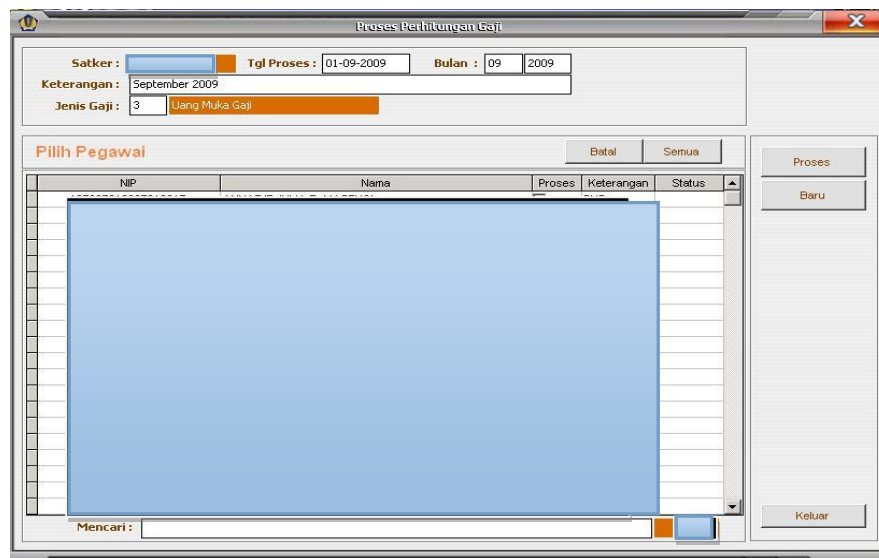 Proses Perhitungan Gaji
Satker : Tgl Proses : 01-09-2009 Bulan : 09 2009
Keterangan : September 2009
Jenis Gaji : 3 Uang Muka Gaji
Pilih Pegawai Batal Semua
Proses
Baru
NIP Nama Proses Keterangan Status
Mencari :
Keluar